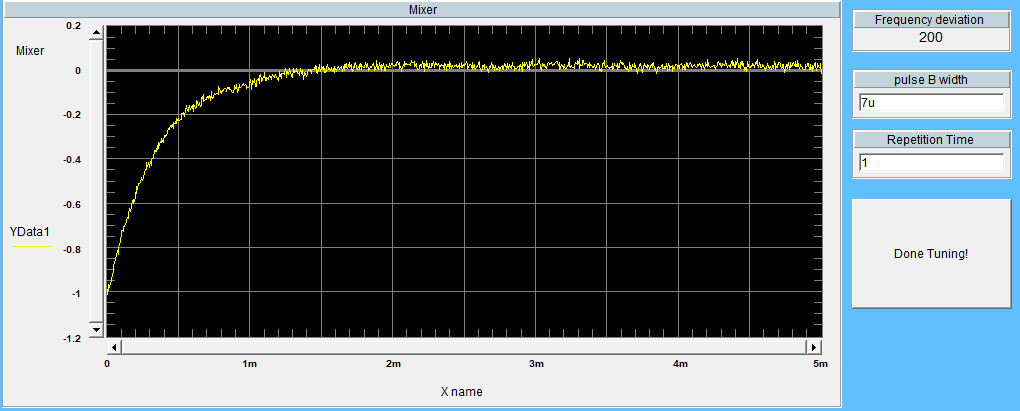 Mixer
Mixer
YData1
0.2
0
-0.2
-0.4
-0.6
-0.8
-1
-1.2
0 1m 2m 3m 4m 5m
X name
Frequency deviation
200
pulse B width
7u
Repetition Time
1
Done Tuning!